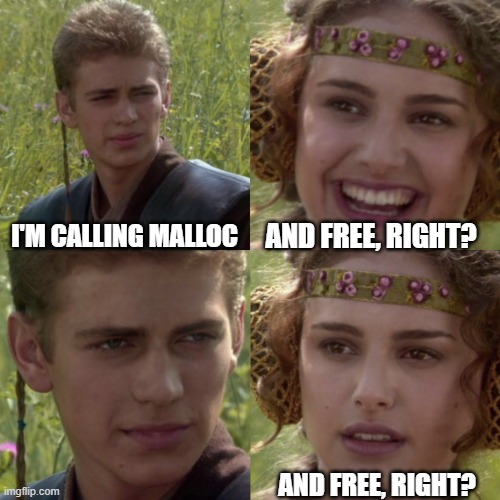 I'M CALLING MALLOC
AND FREE, RIGHT?
AND FREE, RIGHT?
imgflip.com